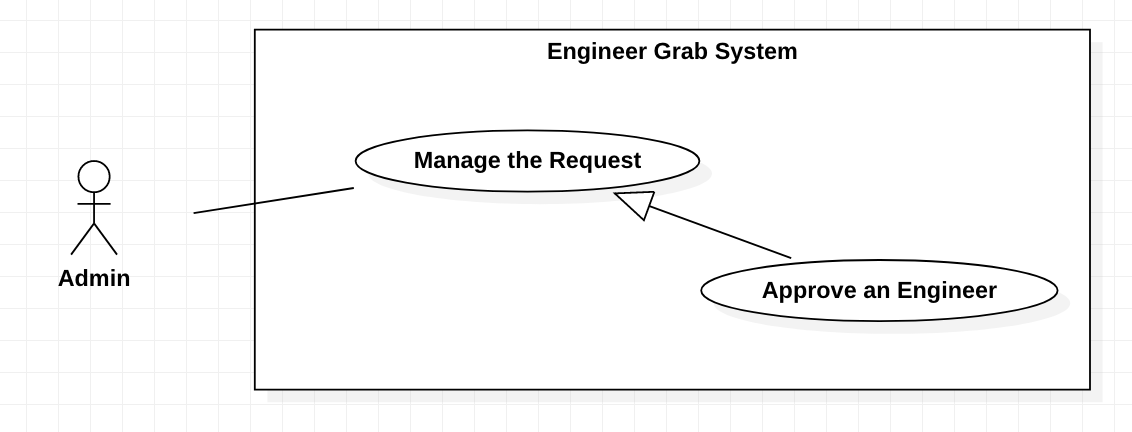 Engineer Grab System
Manage the Request
Admin
Approve an Engineer